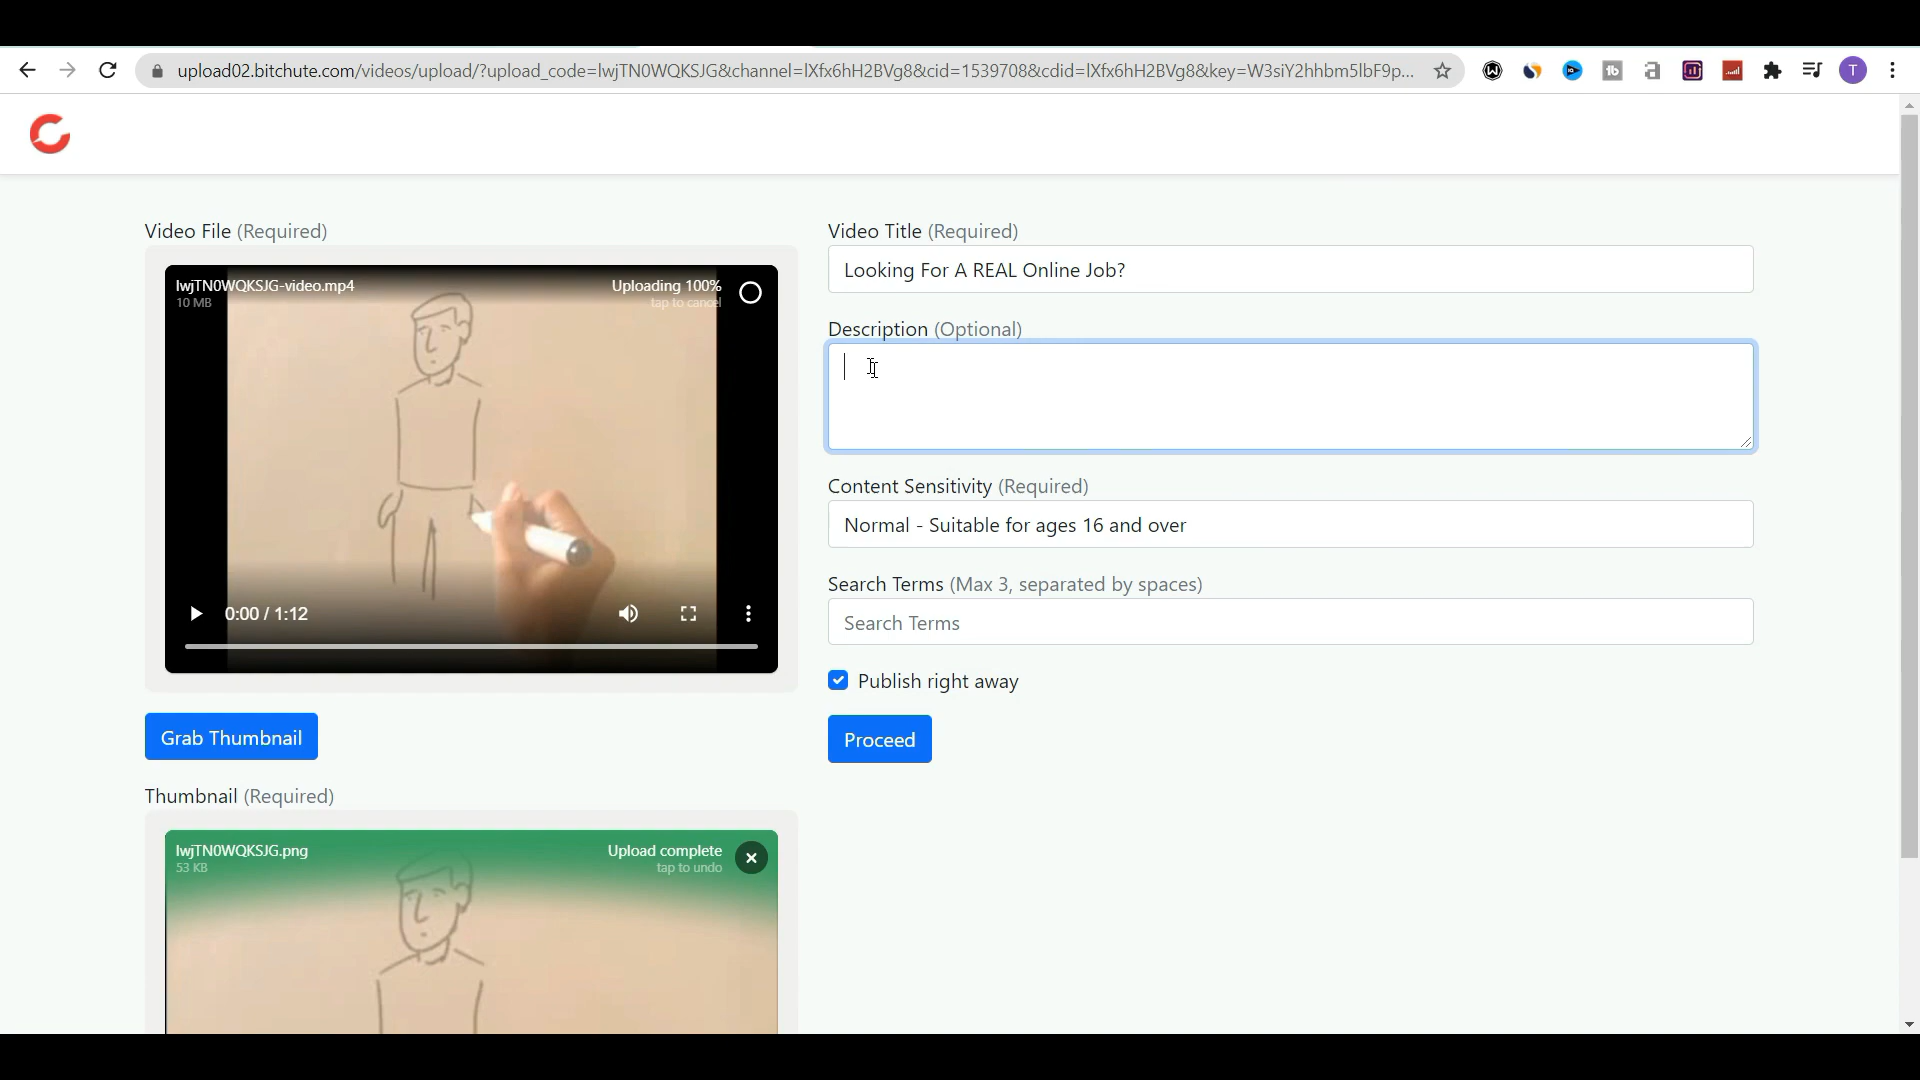 upload02.bitchute.com/videos/upload/?upload_code=lwjTN0WQKSJG&channel=lXfx6hH2BVg8&cid=1539708&cdid=lXfx6hH2BVg8&key=W3siY2hhbm5lbF9p...
T
Video File (Required)
lwjTN0WQKSJG-video.mp4
10 MB
Uploading 100%
tap to cancel
0:00 / 1:12
Grab Thumbnail
Thumbnail (Required)
lwjTN0WQKSJG.png
53 KB
Upload complete
tap to undo
Video Title (Required)
Looking For A REAL Online Job?
Description (Optional)
Content Sensitivity (Required)
Normal - Suitable for ages 16 and over
Search Terms (Max 3, separated by spaces)
Search Terms
Publish right away
Proceed